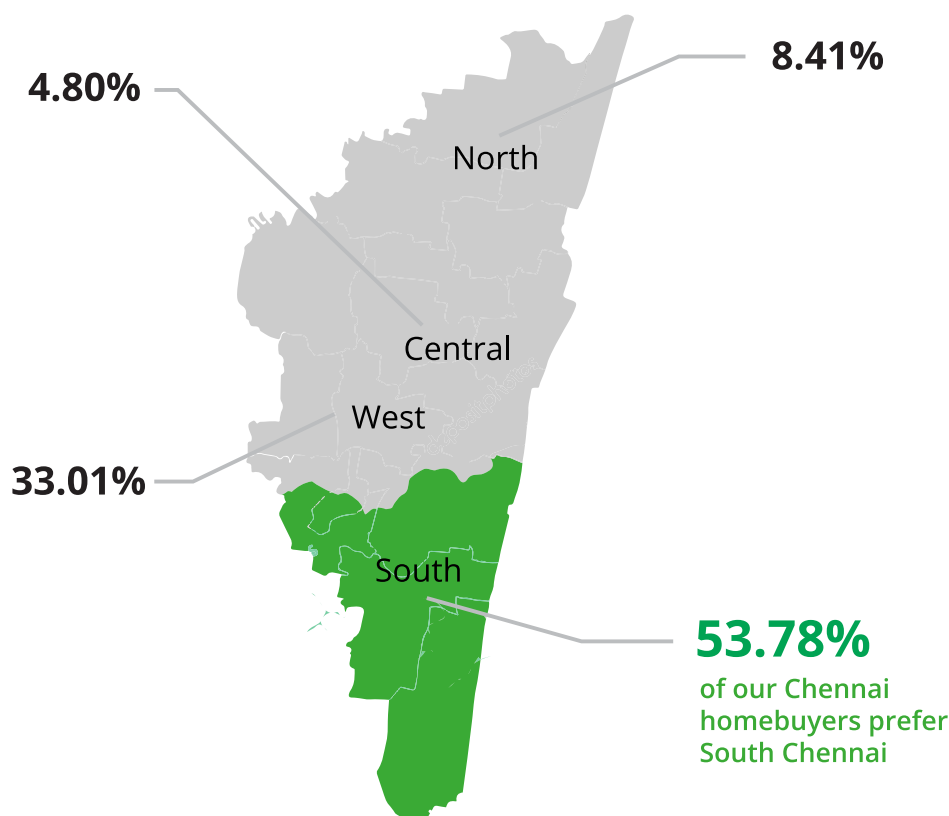 8.41%
4.80%
North
Central
West
33.01%
South
53.78%
of our Chennai
homebuyers prefer
South Chennai